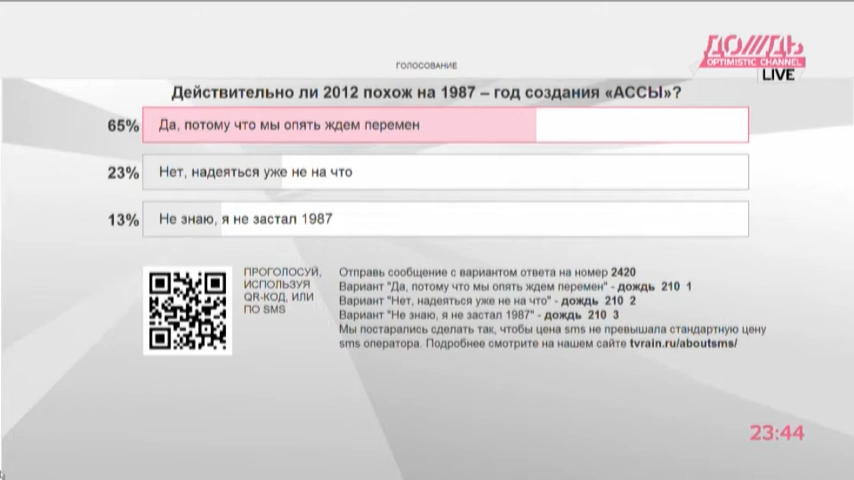 ДОЖДЬ
OPTIMISTIC CHANNEL
LIVE
ГОЛОСОВАНИЕ
Действительно ли 2012 похож на 1987 – год создания «АССЫ»?
65% Да, потому что мы опять ждем перемен
23% Нет, надеяться уже не на что
13% Не знаю, я не застал 1987
ПРОГОЛОСУЙ,
ИСПОЛЬЗУЯ
QR-КОД, ИЛИ
ПО SMS
Отправь сообщение с вариантом ответа на номер 2420
Вариант "Да, потому что мы опять ждем перемен" - дождь 210 1
Вариант "Нет, надеяться уже не на что" - дождь 210 2
Вариант "Не знаю, я не застал 1987" - дождь 210 3
Мы постарались сделать так, чтобы цена sms не превышала стандартную цену
sms оператора. Подробнее смотрите на нашем сайте tvrain.ru/aboutsms/
23:44